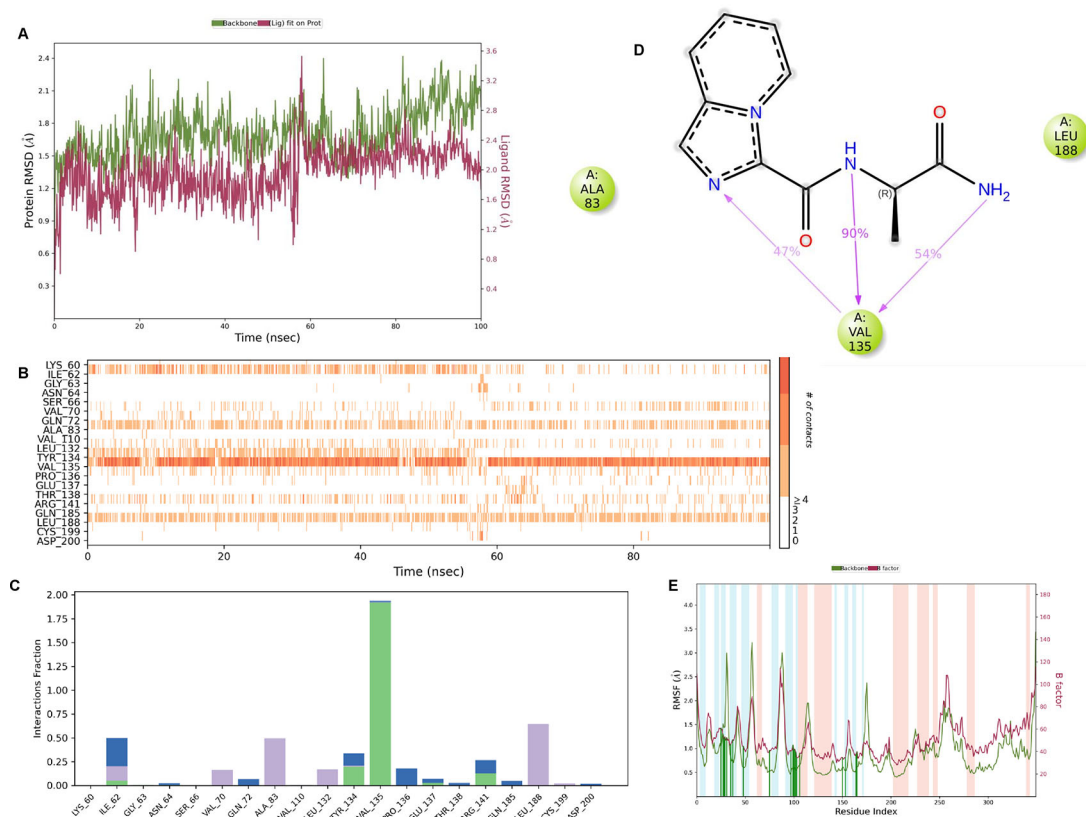 A
Backbone (Lig) fit on Prot
Protein RMSD (Å)
2.4
2.1
1.8
1.5
1.2
0.9
0.6
0.3
3.6
3.2
2.8
2.4
2.0
1.6
1.2
0.8
0.4
Ligand RMSD (Å)
0 20 40 60 80 100
Time (nsec)
D
N
N
O
H
N
(R)
O
NH2
A:
ALA
83
A:
LEU
188
47%
90%
54%
A:
VAL
135
B
LYS_60
ILE_62
GLY_63
ASN_64
SER_66
VAL_70
GLN_72
ALA_83
VAL_110
LEU_132
TYR_134
VAL_135
PRO_136
GLU_137
THR_138
ARG_141
GLN_185
LEU_188
CYS_199
ASP_200
0 20 40 60 80
Time (nsec)
# of contacts
≥4
3
2
1
0
C
Interactions Fraction
2.00
1.75
1.50
1.25
1.00
0.75
0.50
0.25
0.00
LYS_60
ILE_62
GLY_63
ASN_64
SER_66
VAL_70
GLN_72
ALA_83
VAL_110
LEU_132
TYR_134
VAL_135
PRO_136
GLU_137
THR_138
ARG_141
GLN_185
LEU_188
CYS_199
ASP_200
E
Backbone B factor
RMSF (Å)
4.0
3.5
3.0
2.5
2.0
1.5
1.0
0.5
180
160
140
120
100
80
60
40
20
B factor
0 50 100 150 200 250 300
Residue Index